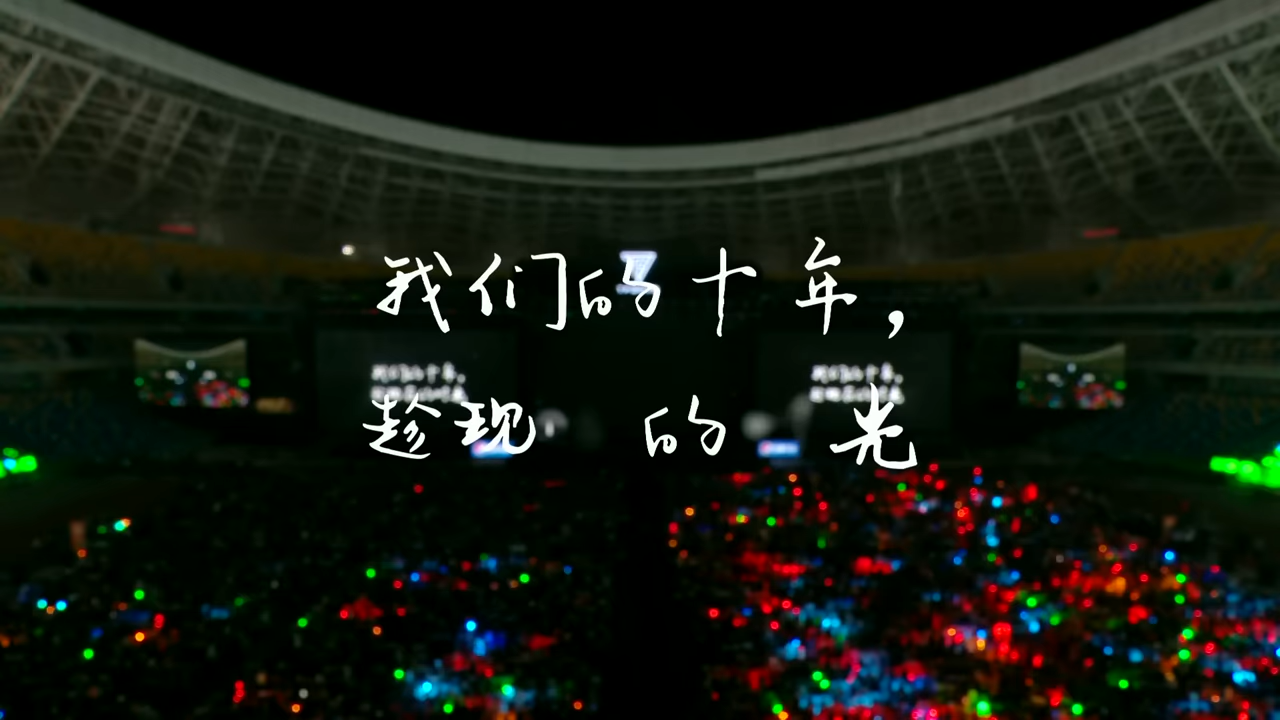 我们的十年，
趁现 的 光